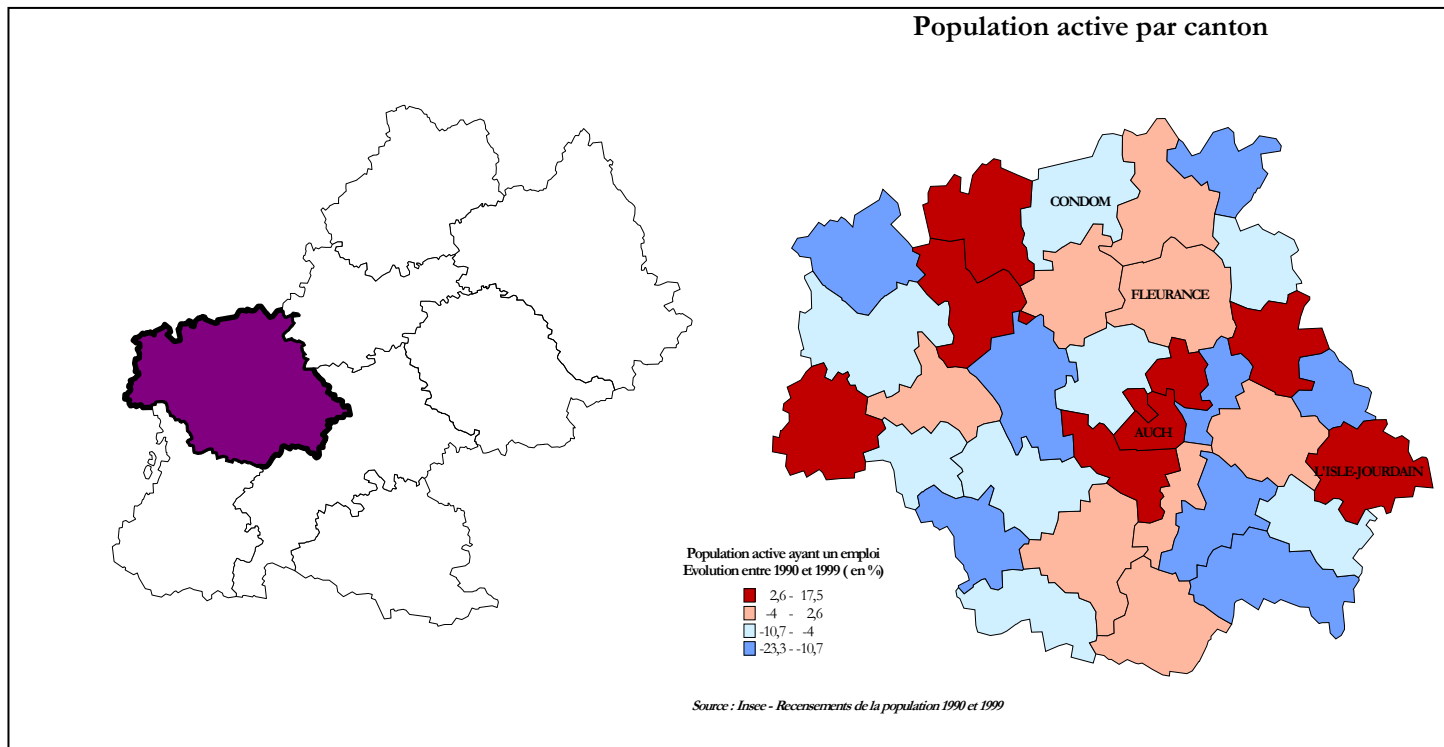 Population active par canton
CONDOM
FLEURANCE
AUCH
L'ISLE-JOURDAIN
Population active ayant un emploi
Evolution entre 1990 et 1999 ( en %)
2,6 - 17,5
-4 - 2,6
-10,7 - -4
-23,3 - -10,7
Source : Insee - Recensements de la population 1990 et 1999